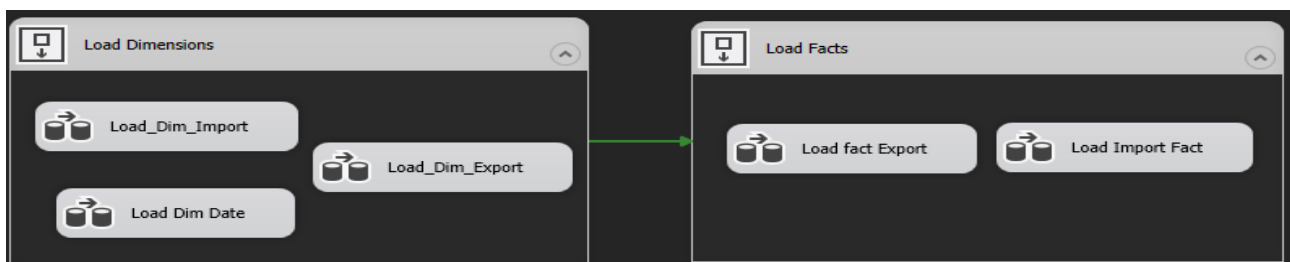 Load Dimensions
Load_Dim_Import
Load_Dim_Export
Load Dim Date
Load Facts
Load fact Export
Load Import Fact